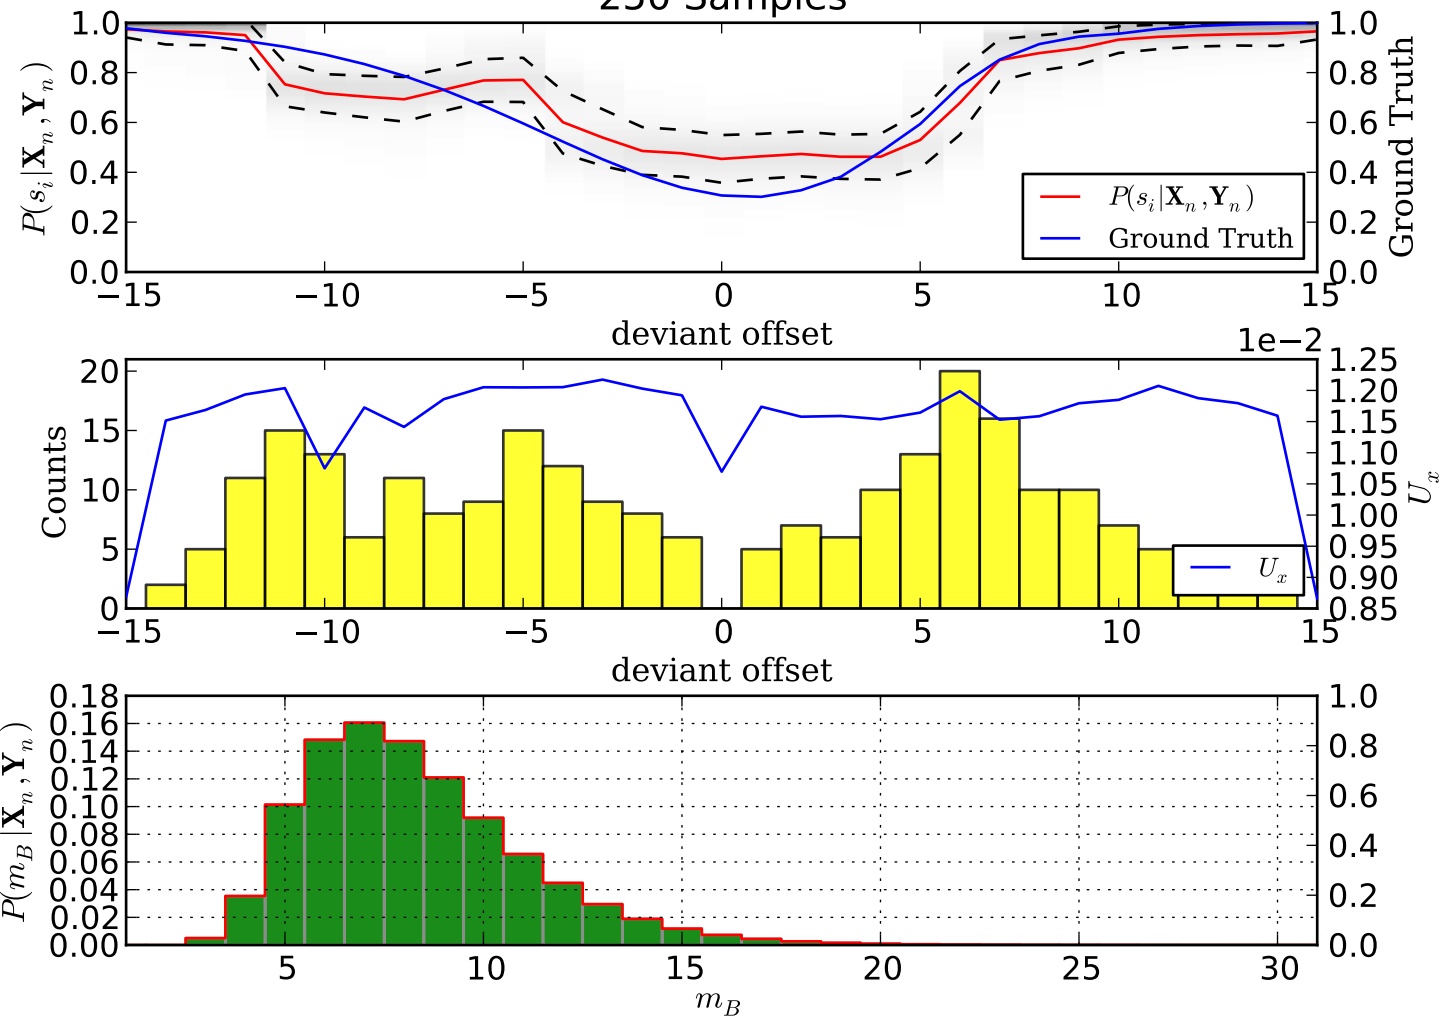 250 Samples
1.0 0.8 0.6 0.4 0.2 0.0
P(s_i|X_n,Y_n)
1.0 0.8 0.6 0.4 0.2 0.0
Ground Truth
P(s_i|X_n,Y_n)
Ground Truth
−15 −10 −5 0 5 10 15
deviant offset
1e−2
20 15 10 5 0
Counts
1.25 1.20 1.15 1.10 1.05 1.00 0.95 0.90 0.85
U_x
U_x
−15 −10 −5 0 5 10 15
deviant offset
0.18 0.16 0.14 0.12 0.10 0.08 0.06 0.04 0.02 0.00
P(m_B|X_n,Y_n)
1.0 0.8 0.6 0.4 0.2 0.0
5 10 15 20 25 30
m_B